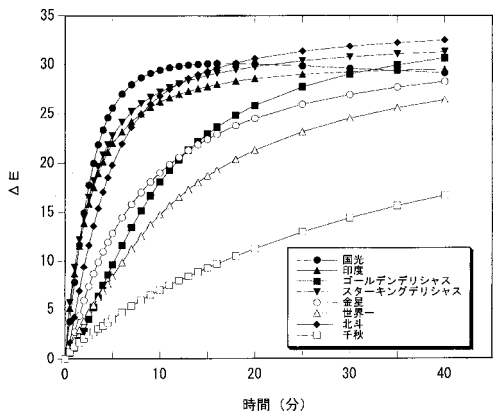 35
30
25
20
15
10
5
0
ΔE
0 10 20 30 40
時間（分）
国光
印度
ゴールデンデリシャス
スターキングデリシャス
金星
世界一
北斗
千秋